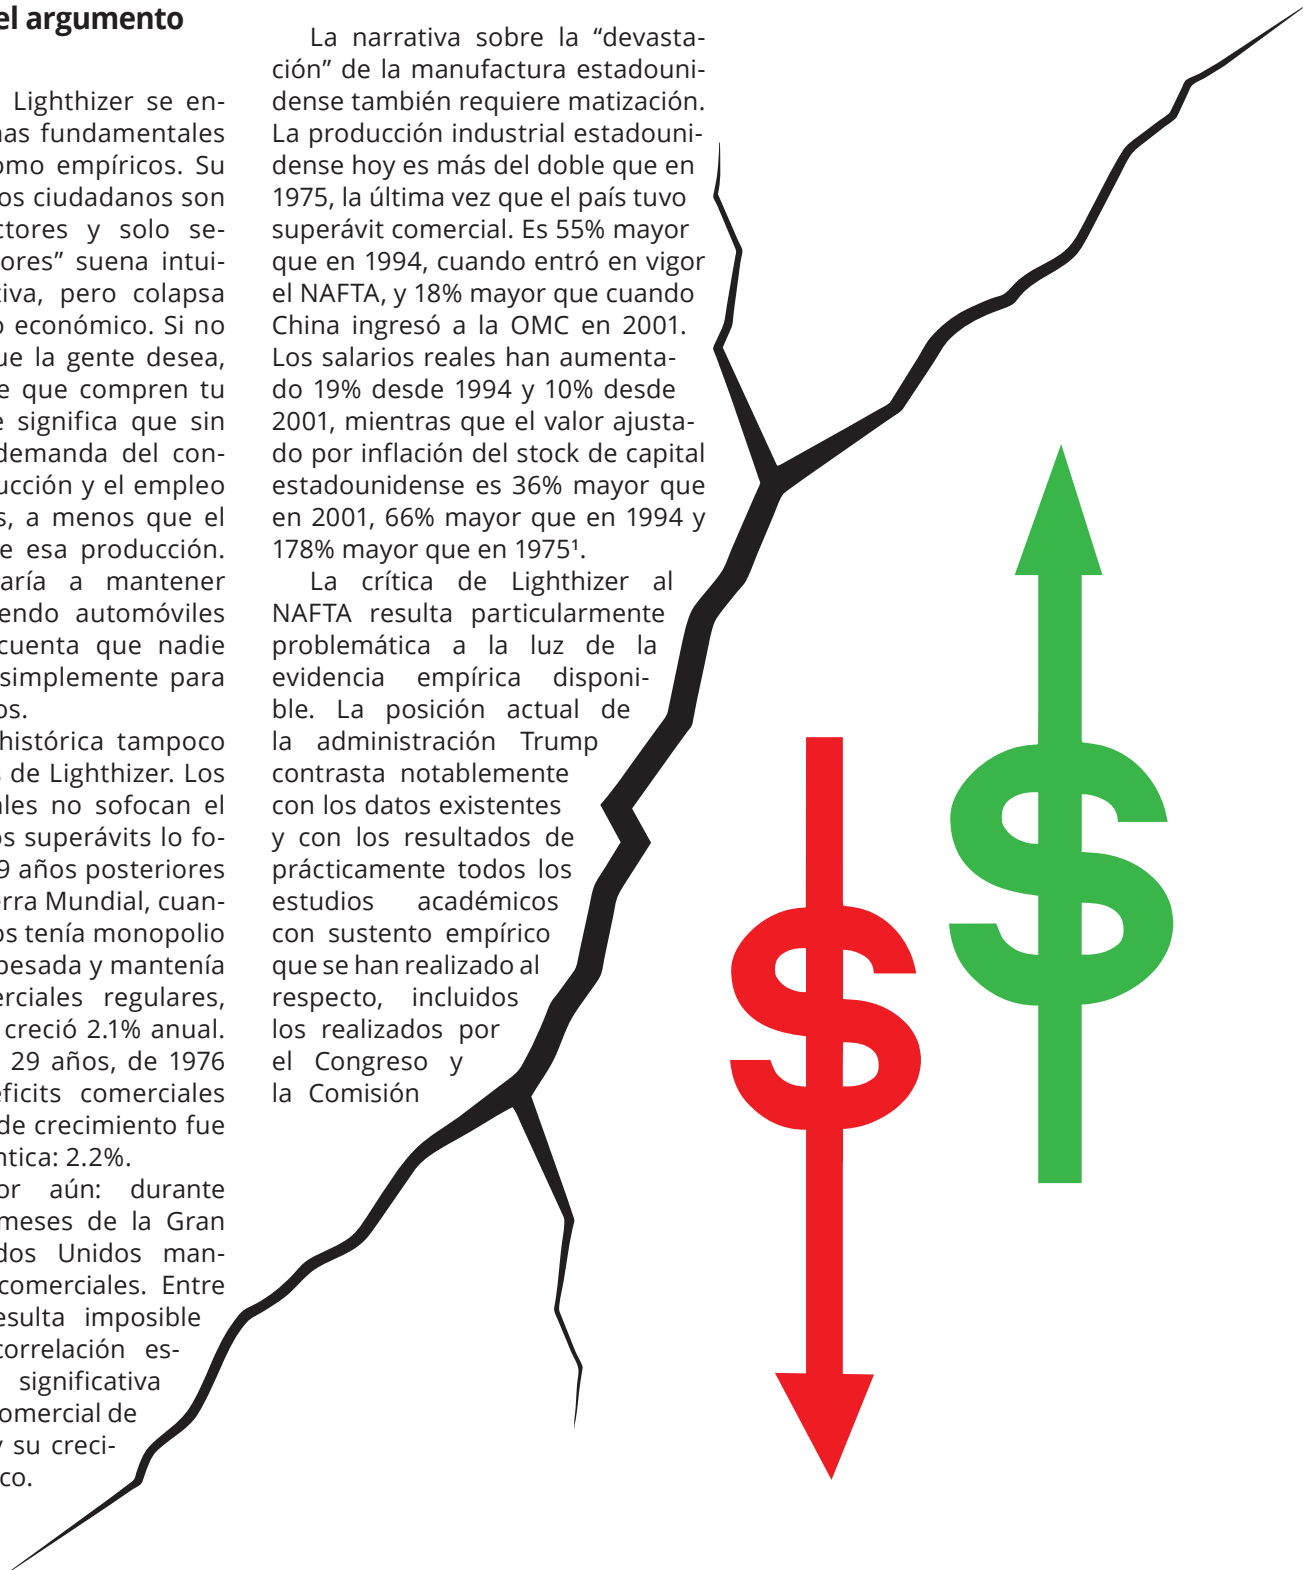 el argumento
Lighthizer se en-
nas fundamentales
omo empíricos. Su
os ciudadanos son
ctores y solo se-
ores” suena intui-
tiva, pero colapsa
o económico. Si no
ue la gente desea,
e que compren tu
e significa que sin
demanda del con-
ucción y el empleo
s, a menos que el
e esa producción.
aría a mantener
endo automóviles
cuenta que nadie
simplemente para
os.
histórica tampoco
s de Lighthizer. Los
ales no sofocan el
os superávits lo fo-
9 años posteriores
erra Mundial, cuan-
os tenía monopolio
pesada y mantenía
erciales regulares,
creció 2.1% anual.
29 años, de 1976
éficits comerciales
de crecimiento fue
ntica: 2.2%.
or aún: durante
meses de la Gran
dos Unidos man-
comerciales. Entre
esulta imposible
correlación es-
significativa
omercial de
y su creci-
co.
La narrativa sobre la “devasta-
ción” de la manufactura estadouni-
dense también requiere matización.
La producción industrial estadouni-
dense hoy es más del doble que en
1975, la última vez que el país tuvo
superávit comercial. Es 55% mayor
que en 1994, cuando entró en vigor
el NAFTA, y 18% mayor que cuando
China ingresó a la OMC en 2001.
Los salarios reales han aumenta-
do 19% desde 1994 y 10% desde
2001, mientras que el valor ajusta-
do por inflación del stock de capital
estadounidense es 36% mayor que
en 2001, 66% mayor que en 1994 y
178% mayor que en 1975¹.
La crítica de Lighthizer al
NAFTA resulta particularmente
problemática a la luz de la
evidencia empírica disponi-
ble. La posición actual de
la administración Trump
contrasta notablemente
con los datos existentes
y con los resultados de
prácticamente todos los
estudios académicos
con sustento empírico
que se han realizado al
respecto, incluidos
los realizados por
el Congreso y
la Comisión
$
$